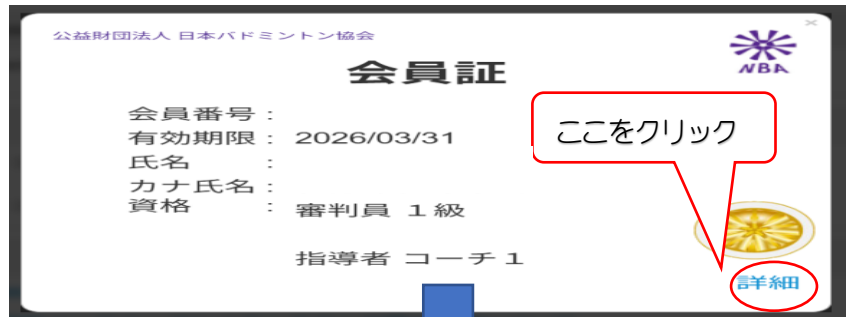 公益財団法人 日本バドミントン協会
×
NBA
会員証
会員番号:
有効期限: 2026/03/31
氏名 :
カナ氏名:
資格 : 審判員 1級
指導者 コーチ1
ここをクリック
詳細